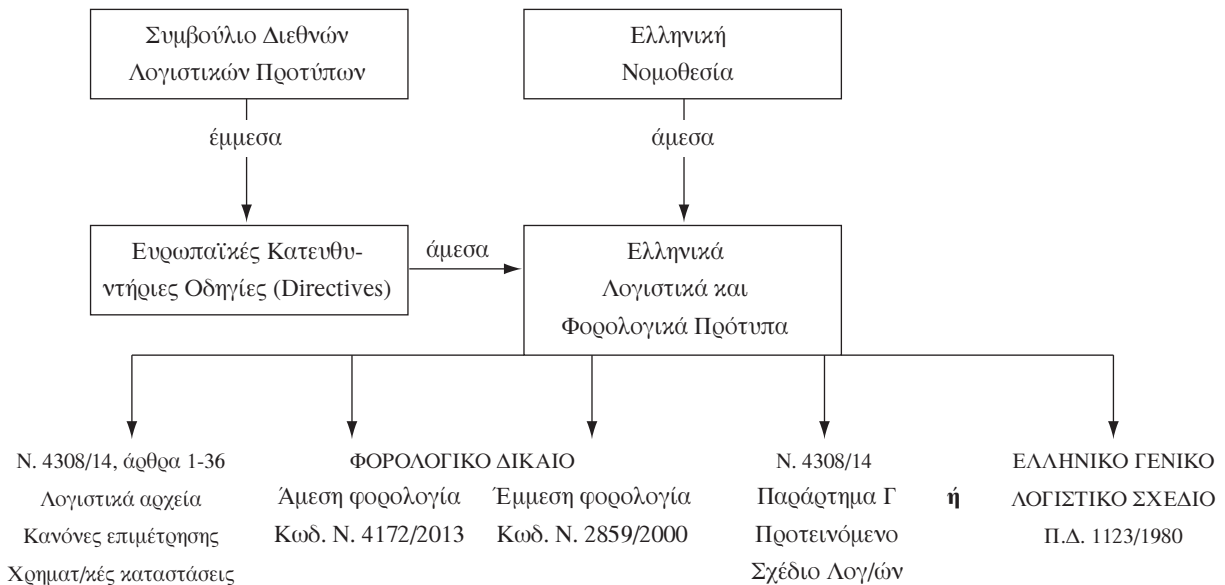 Συμβούλιο Διεθνών
Λογιστικών Προτύπων
Ελληνική
Νομοθεσία
έμμεσα
άμεσα
Ευρωπαϊκές Κατευθυ-
ντήριες Οδηγίες (Directives)
άμεσα
Ελληνικά
Λογιστικά και
Φορολογικά Πρότυπα
Ν. 4308/14, άρθρα 1-36
Λογιστικά αρχεία
Κανόνες επιμέτρησης
Χρηματ/κές καταστάσεις
ΦΟΡΟΛΟΓΙΚΟ ΔΙΚΑΙΟ
Άμεση φορολογία
Κωδ. Ν. 4172/2013
Έμμεση φορολογία
Κωδ. Ν. 2859/2000
Ν. 4308/14
Παράρτημα Γ
Προτεινόμενο
Σχέδιο Λογ/ών
ή
ΕΛΛΗΝΙΚΟ ΓΕΝΙΚΟ
ΛΟΓΙΣΤΙΚΟ ΣΧΕΔΙΟ
Π.Δ. 1123/1980